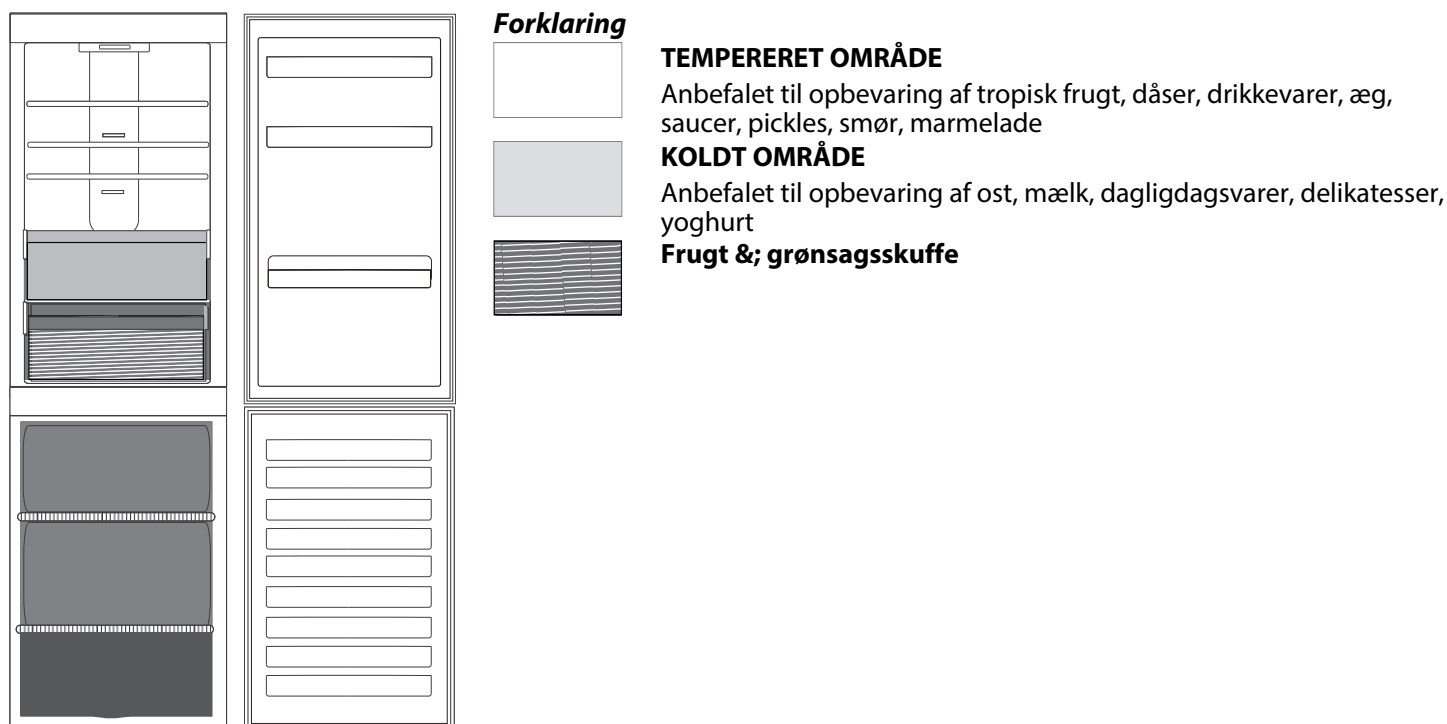 Forklaring
TEMPERERET OMRÅDE
Anbefalet til opbevaring af tropisk frugt, dåser, drikkevarer, æg,
saucer, pickles, smør, marmelade
KOLDT OMRÅDE
Anbefalet til opbevaring af ost, mælk, dagligdagsvarer, delikatesser,
yoghurt
Frugt &; grønsagsskuffe